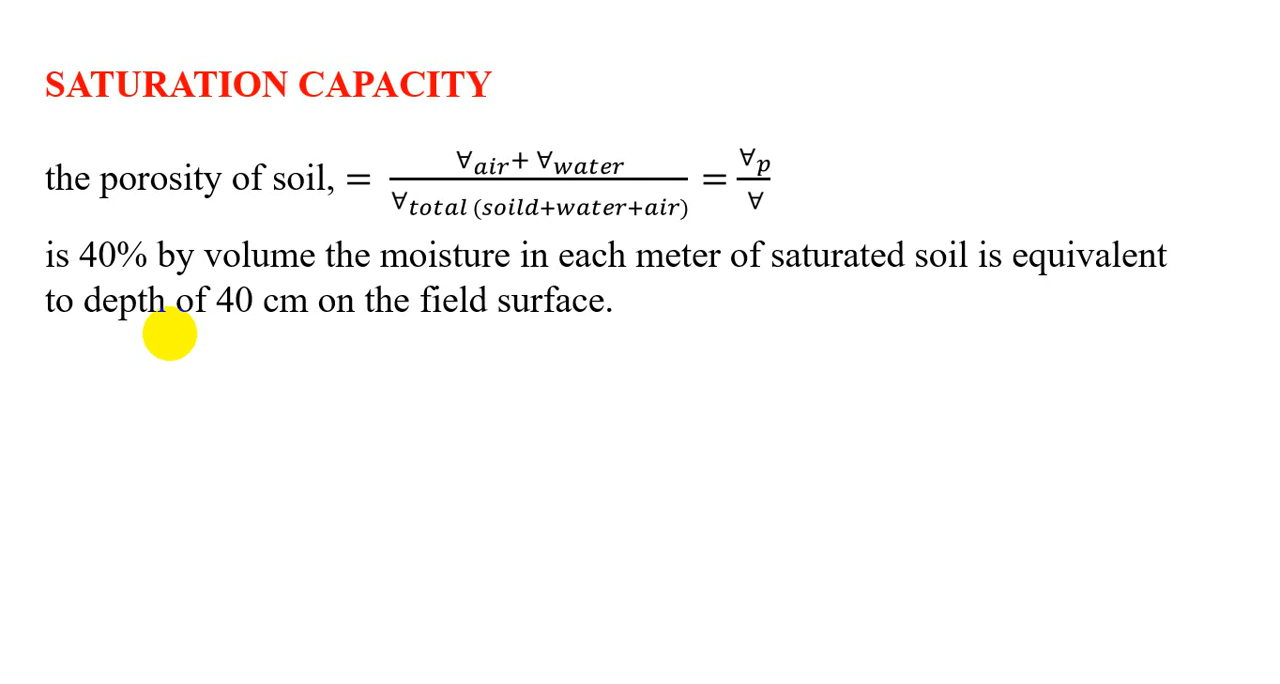 SATURATION CAPACITY
the porosity of soil, = ∀air+ ∀water / ∀total (soild+water+air) = ∀p / ∀
is 40% by volume the moisture in each meter of saturated soil is equivalent
to depth of 40 cm on the field surface.